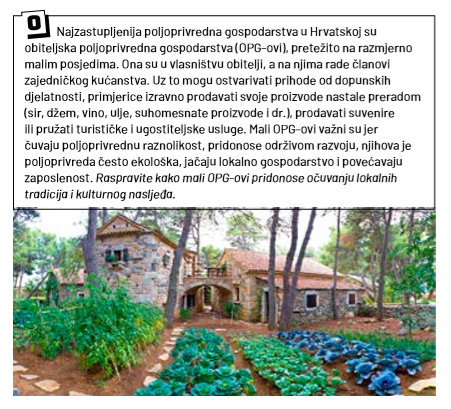 O
Najzastupljenija poljoprivredna gospodarstva u Hrvatskoj su
obiteljska poljoprivredna gospodarstva (OPG-ovi), pretežito na razmjerno
malim posjedima. Ona su u vlasništvu obitelji, a na njima rade članovi
zajedničkog kućanstva. Uz to mogu ostvarivati prihode od dopunskih
djelatnosti, primjerice izravno prodavati svoje proizvode nastale preradom
(sir, džem, vino, ulje, suhomesnate proizvode i dr.), prodavati suvenire
ili pružati turističke i ugostiteljske usluge. Mali OPG-ovi važni su jer
čuvaju poljoprivrednu raznolikost, pridonose održivom razvoju, njihova je
poljoprivreda često ekološka, jačaju lokalno gospodarstvo i povećavaju
zaposlenost. Raspravite kako mali OPG-ovi pridonose očuvanju lokalnih
tradicija i kulturnog nasljeđa.